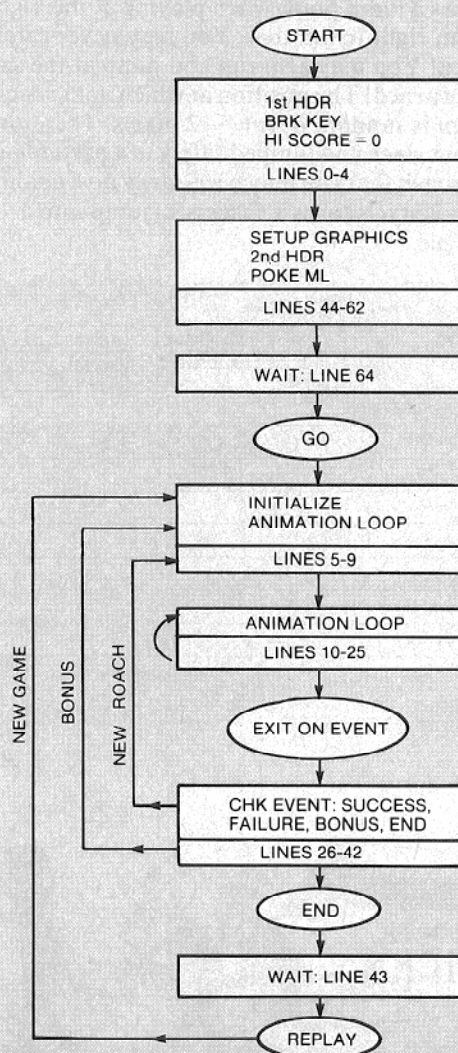 START
1st HDR
BRK KEY
HI SCORE = 0
LINES 0-4
SETUP GRAPHICS
2nd HDR
POKE ML
LINES 44-62
WAIT: LINE 64
GO
INITIALIZE
ANIMATION LOOP
LINES 5-9
ANIMATION LOOP
LINES 10-25
NEW GAME
BONUS
NEW ROACH
EXIT ON EVENT
CHK EVENT: SUCCESS,
FAILURE, BONUS, END
LINES 26-42
END
WAIT: LINE 43
REPLAY